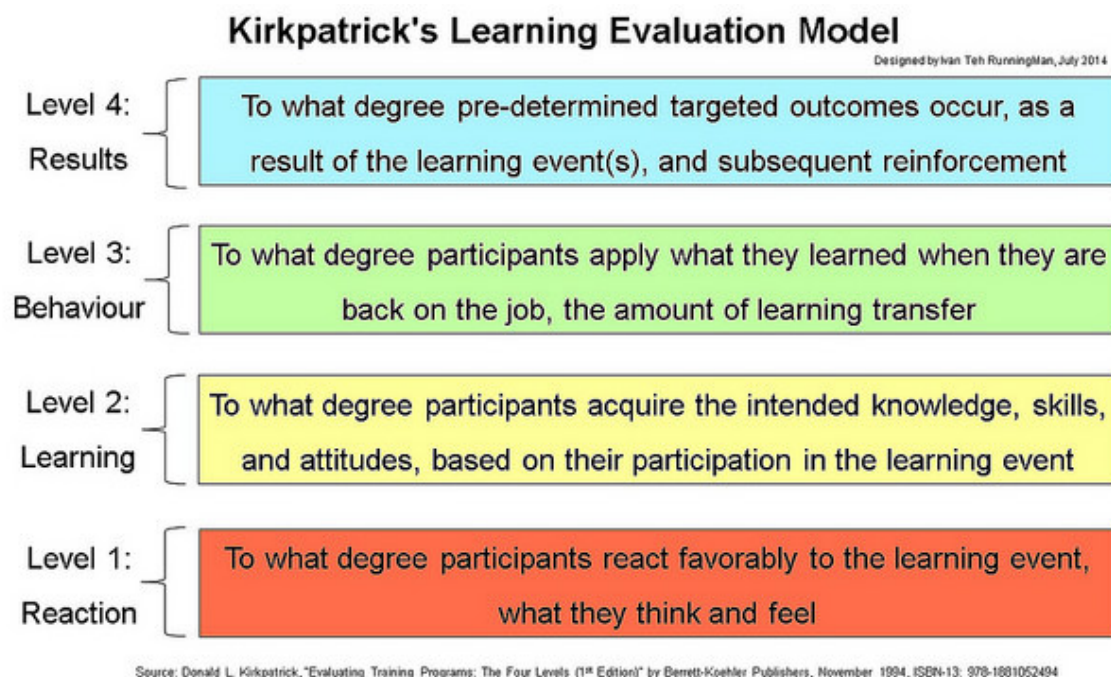 Kirkpatrick's Learning Evaluation Model
Designed by Ivan Teh RunningMan, July 2014
Level 4:
Results
To what degree pre-determined targeted outcomes occur, as a
result of the learning event(s), and subsequent reinforcement
Level 3:
Behaviour
To what degree participants apply what they learned when they are
back on the job, the amount of learning transfer
Level 2:
Learning
To what degree participants acquire the intended knowledge, skills,
and attitudes, based on their participation in the learning event
Level 1:
Reaction
To what degree participants react favorably to the learning event,
what they think and feel
Source: Donald L. Kirkpatrick, "Evaluating Training Programs: The Four Levels (1st Edition)" by Berrett-Koehler Publishers, November 1994, ISBN-13: 978-1881052494